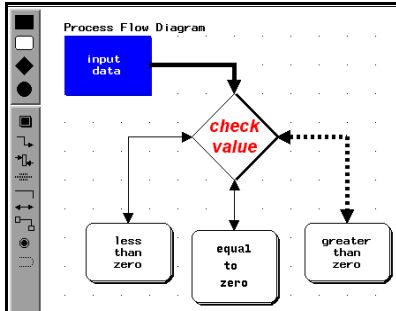 Process Flow Diagram
input
data
check
value
less
than
zero
equal
to
zero
greater
than
zero